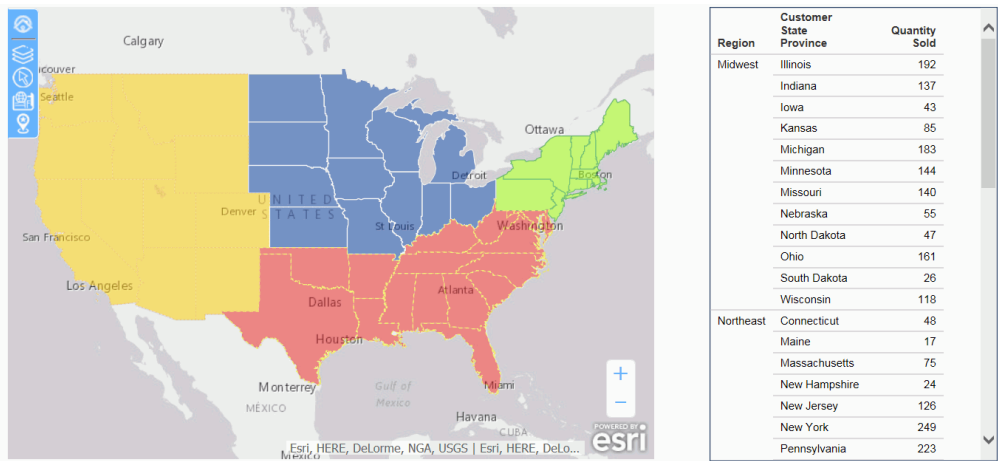 Calgary
couver
Seattle
Ottawa
Detroit
Boston
UNITED
STATES
Denver
St Louis
Washington
San Francisco
Los Angeles
Atlanta
Dallas
Houston
Monterrey
Gulf of
Mexico
Miami
MÉXICO
Havana
CUBA
+
−
POWERED BY
esri
Esri, HERE, DeLorme, NGA, USGS | Esri, HERE, DeLo...
Mexico
Region Customer State Province Quantity Sold
Midwest Illinois 192
Indiana 137
Iowa 43
Kansas 85
Michigan 183
Minnesota 144
Missouri 140
Nebraska 55
North Dakota 47
Ohio 161
South Dakota 26
Wisconsin 118
Northeast Connecticut 48
Maine 17
Massachusetts 75
New Hampshire 24
New Jersey 126
New York 249
Pennsylvania 223